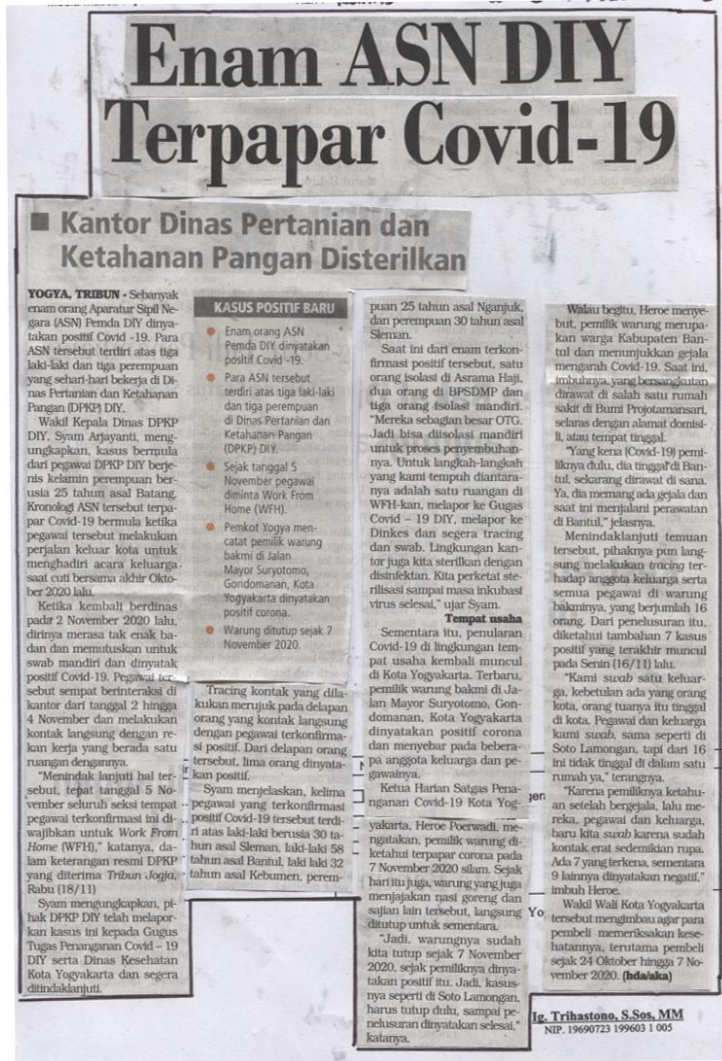 Enam ASN DIY
Terpapar Covid-19
■ Kantor Dinas Pertanian dan
Ketahanan Pangan Disterilkan
YOGYA, TRIBUN - Sebanyak
enam orang Aparatur Sipil Ne-
gara (ASN) Pemda DIY dinya-
takan positif Covid -19. Para
ASN tersebut terdiri atas tiga
laki-laki dan tiga perempuan
yang sehari-hari bekerja di Di-
nas Pertanian dan Ketahanan
Pangan (DPKP) DIY.
Wakil Kepala Dinas DPKP
DIY, Syam Arjayanti, meng-
ungkapkan, kasus bermula
dari pegawai DPKP DIY berje-
nis kelamin perempuan ber-
usia 25 tahun asal Batang.
Kronologi ASN tersebut terpa-
par Covid-19 bermula ketika
pegawai tersebut melakukan
perjalan keluar kota untuk
menghadiri acara keluarga
saat cuti bersama akhir Okto-
ber 2020 lalu.
Ketika kembali berdinas
pada 2 November 2020 lalu,
dirinya merasa tak enak ba-
dan dan memutuskan untuk
swab mandiri dan dinyatak
positif Covid-19. Pegawai ter-
sebut sempat berinteraksi di
kantor dari tanggal 2 hingga
4 November dan melakukan
kontak langsung dengan re-
kan kerja yang berada satu
ruangan dengannya.
"Menindak lanjuti hal ter-
sebut, tepat tanggal 5 No-
vember seluruh seksi tempat
pegawai terkonfirmasi ini di-
wajibkan untuk Work From
Home (WFH)," katanya, da-
lam keterangan resmi DPKP
yang diterima Tribun Jogja,
Rabu (18/11)
Syam mengungkapkan, pi-
hak DPKP DIY telah melapor-
kan kasus ini kepada Gugus
Tugas Penanganan Covid – 19
DIY serta Dinas Kesehatan
Kota Yogyakarta dan segera
ditindaklanjuti.
KASUS POSITIF BARU
● Enam orang ASN
Pemda DIY dinyatakan
positif Covid -19.
● Para ASN tersebut
terdiri atas tiga laki-laki
dan tiga perempuan
di Dinas Pertanian dan
Ketahanan Pangan
(DPKP) DIY.
● Sejak tanggal 5
November pegawai
diminta Work From
Home (WFH).
● Pemkot Yogya men-
catat pemilik warung
bakmi di Jalan
Mayor Suryotomo,
Gondomanan, Kota
Yogyakarta dinyatakan
positif corona.
● Warung ditutup sejak 7
November 2020.
Tracing kontak yang dila-
kukan merujuk pada delapan
orang yang kontak langsung
dengan pegawai terkonfirma-
si positif. Dari delapan orang
tersebut, lima orang dinyata-
kan positif.
Syam menjelaskan, kelima
pegawai yang terkonfirmasi
positif Covid-19 tersebut terdi-
ri atas laki-laki berusia 30 ta-
hun asal Sleman, laki-laki 58
tahun asal Bantul, laki laki 32
tahun asal Kebumen, perem-
puan 25 tahun asal Nganjuk,
dan perempuan 30 tahun asal
Sleman.
Saat ini dari enam terkon-
firmasi positif tersebut, satu
orang isolasi di Asrama Haji,
dua orang di BPSDMP dan
tiga orang isolasi mandiri.
"Mereka sebagian besar OTG.
Jadi bisa diisolasi mandiri
untuk proses penyembuhan-
nya. Untuk langkah-langkah
yang kami tempuh diantara-
nya adalah satu ruangan di
WFH-kan, melapor ke Gugas
Covid – 19 DIY, melapor ke
Dinkes dan segera tracing
dan swab. Lingkungan kan-
tor juga kita sterilkan dengan
disinfektan. Kita perketat ste-
rilisasi sampai masa inkubasi
virus selesai," ujar Syam.
Tempat usaha
Sementara itu, penularan
Covid-19 di lingkungan tem-
pat usaha kembali muncul
di Kota Yogyakarta. Terbaru,
pemilik warung bakmi di Ja-
lan Mayor Suryotomo, Gon-
domanan, Kota Yogyakarta
dinyatakan positif corona
dan menyebar pada bebera-
pa anggota keluarga dan pe-
gawainya.
Ketua Harian Satgas Pena-
nganan Covid-19 Kota Yog-
yakarta, Heroe Poerwadi, me-
ngatakan, pemilik warung di-
ketahui terpapar corona pada
7 November 2020 silam. Sejak
hari itu juga, warung yang juga
menjajakan nasi goreng dan
sajian lain tersebut, langsung
ditutup untuk sementara.
"Jadi, warungnya sudah
kita tutup sejak 7 November
2020, sejak pemiliknya dinya-
takan positif itu. Jadi, kasus-
nya seperti di Soto Lamongan,
harus tutup dulu, sampai pe-
nelusuran dinyatakan selesai,"
katanya.
Walau begitu, Heroe menye-
but, pemilik warung merupa-
kan warga Kabupaten Ban-
tul dan menunjukkan gejala
mengarah Covid-19. Saat ini,
imbuhnya, yang bersangkutan
dirawat di salah satu rumah
sakit di Bumi Projotamansari,
selaras dengan alamat domisi-
li, atau tempat tinggal.
"Yang kena (Covid-19) pemi-
liknya dulu, dia tinggal di Ban-
tul, sekarang dirawat di sana.
Ya, dia memang ada gejala dan
saat ini menjalani perawatan
di Bantul," jelasnya.
Menindaklanjuti temuan
tersebut, pihaknya pun lang-
sung melakukan tracing ter-
hadap anggota keluarga serta
semua pegawai di warung
bakminya, yang berjumlah 16
orang. Dari penelusuran itu,
diketahui tambahan 7 kasus
positif yang terakhir muncul
pada Senin (16/11) lalu.
"Kami swab satu keluar-
ga, kebetulan ada yang orang
kota, orang tuanya itu tinggal
di kota. Pegawai dan keluarga
kami swab, sama seperti di
Soto Lamongan, tapi dari 16
ini tidak tinggal di dalam satu
rumah ya," terangnya.
"Karena pemiliknya ketahu-
an setelah bergejala, lalu me-
reka, pegawai dan keluarga,
baru kita swab karena sudah
kontak erat sedemikian rupa.
Ada 7 yang terkena, sementara
9 lainnya dinyatakan negatif,"
imbuh Heroe.
Wakil Wali Kota Yogyakarta
tersebut mengimbau agar para
pembeli memeriksakan kese-
hatannya, terutama pembeli
sejak 24 Oktober hingga 7 No-
vember 2020. (hda/aka)
Ig. Trihastono, S.Sos, MM
NIP. 19690723 199603 1 005